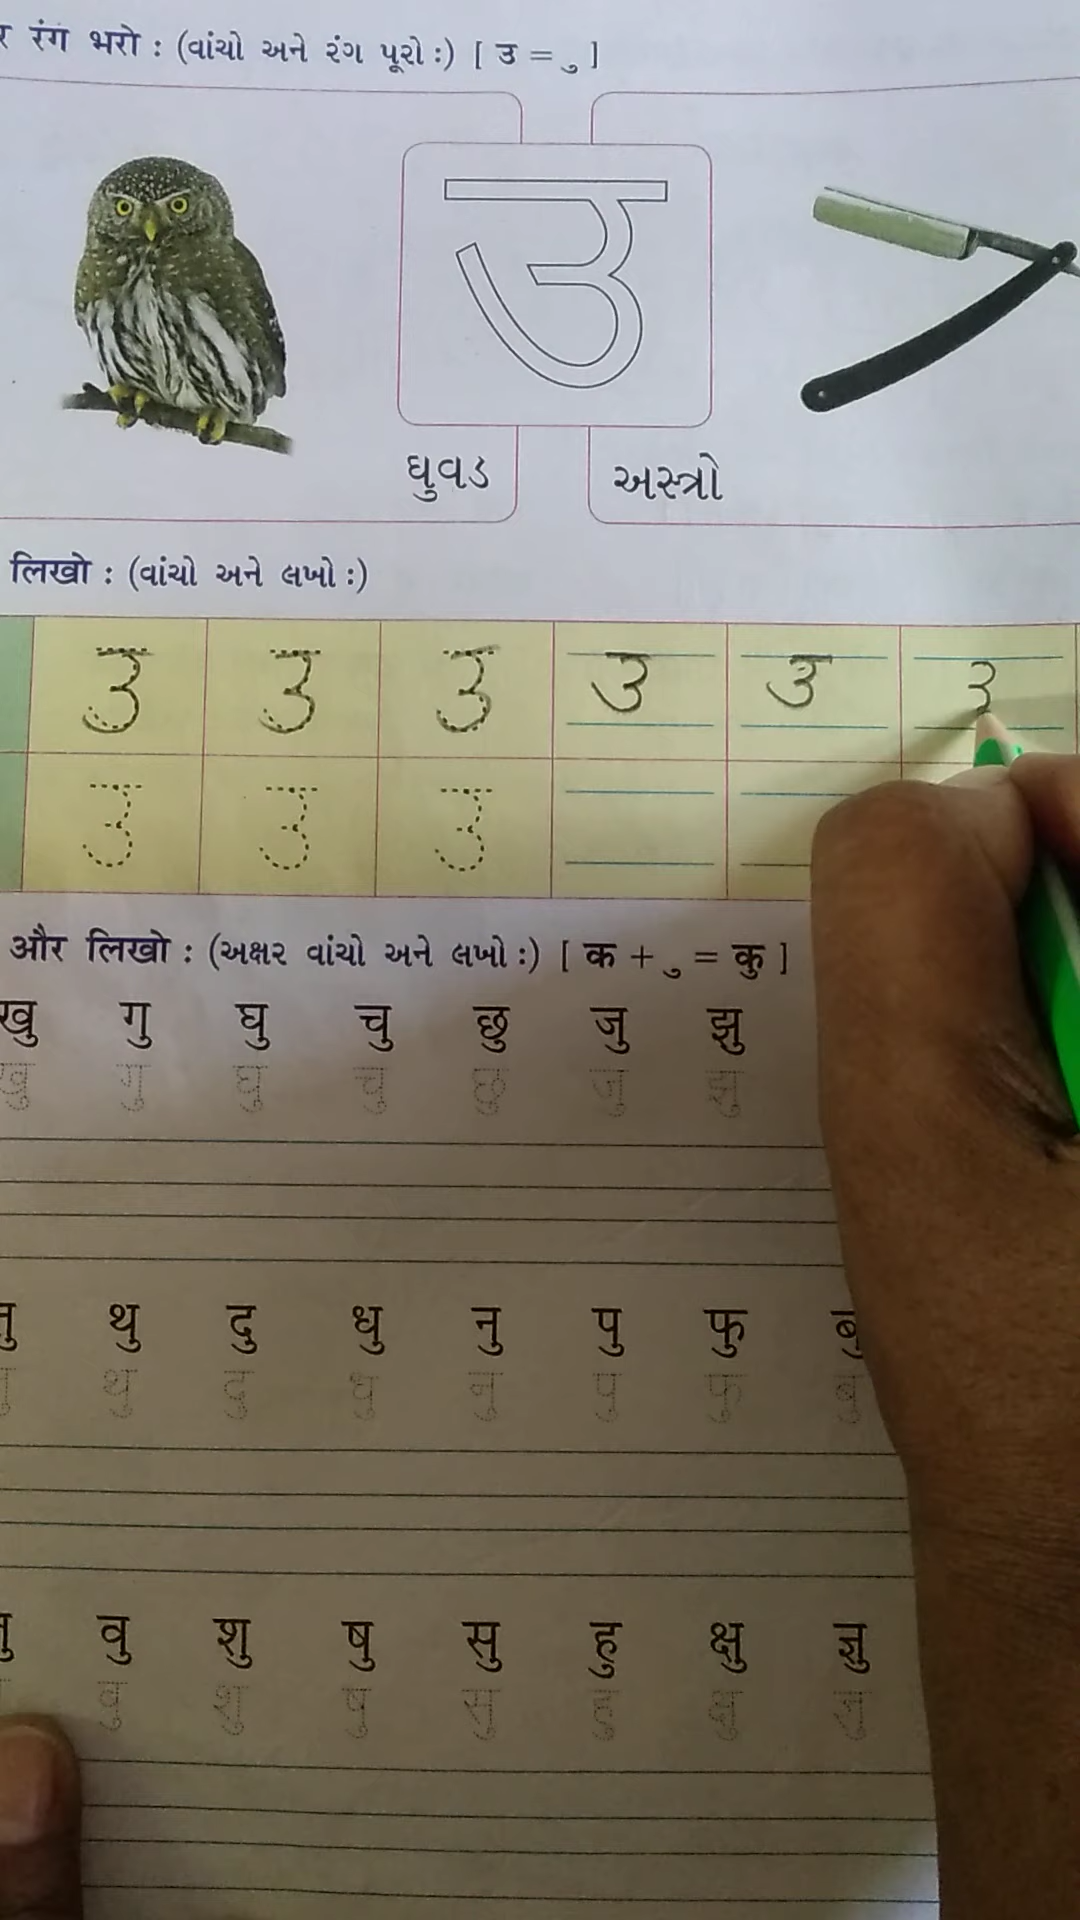 रंग भरो : (વાંચો અને રંગ પૂરો :) [ उ = ु ]
उ
ઘુવડ
અસ્ત્રો
लिखो : (વાંચો અને લખો :)
उ उ उ उ उ उ
उ उ उ
और लिखो : (અક્ષર વાંચો અને લખો :) [ क + ु = कु ]
खु गु घु चु छु जु झु
खु गु घु चु छु जु झु
थु दु धु नु पु फु बु
थु दु धु नु पु फु बु
वु शु षु सु हु क्षु ज्ञु
वु शु षु सु हु क्षु ज्ञु